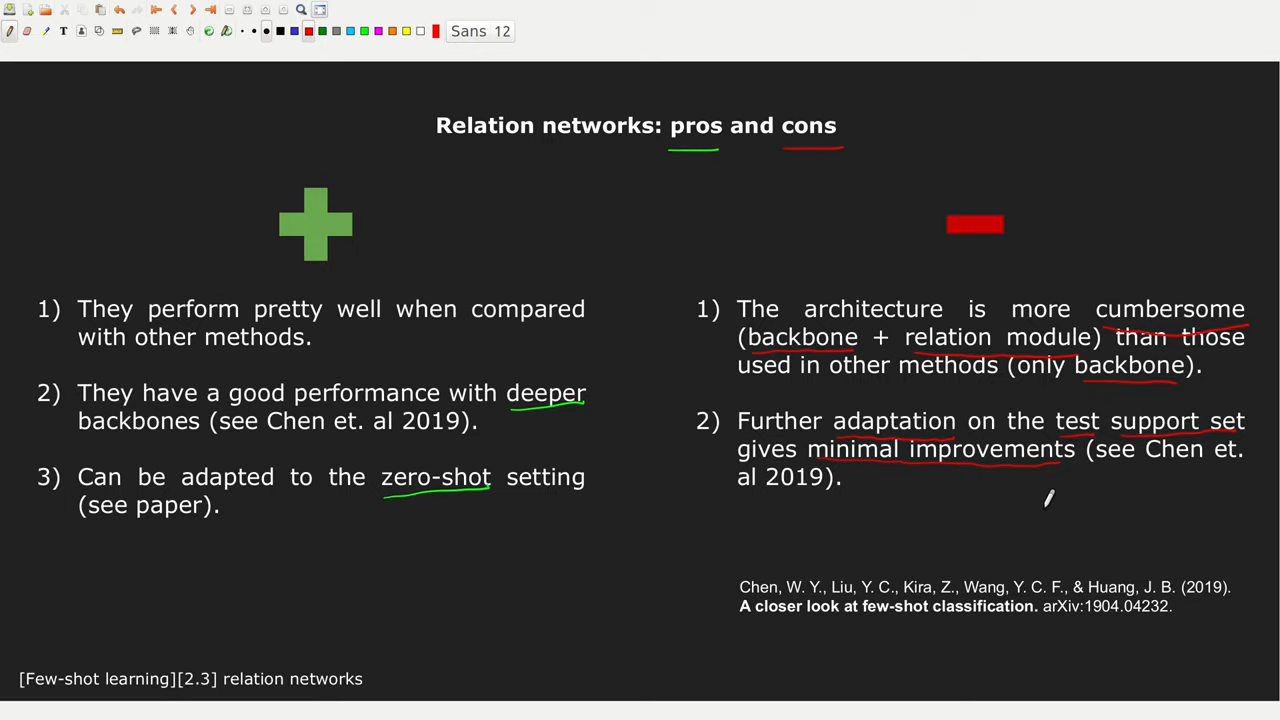 Sans 12
Relation networks: pros and cons
1) They perform pretty well when compared
with other methods.
2) They have a good performance with deeper
backbones (see Chen et. al 2019).
3) Can be adapted to the zero-shot setting
(see paper).
1) The architecture is more cumbersome
(backbone + relation module) than those
used in other methods (only backbone).
2) Further adaptation on the test support set
gives minimal improvements (see Chen et.
al 2019).
Chen, W. Y., Liu, Y. C., Kira, Z., Wang, Y. C. F., & Huang, J. B. (2019).
A closer look at few-shot classification. arXiv:1904.04232.
[Few-shot learning][2.3] relation networks